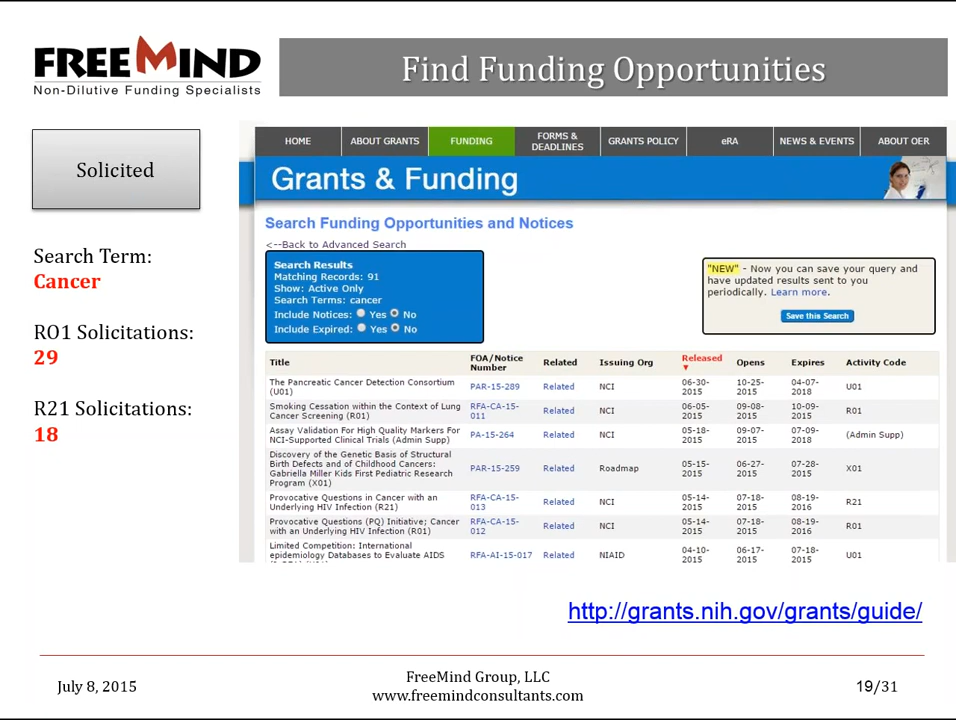 FREEMIND
Non-Dilutive Funding Specialists
Find Funding Opportunities
Solicited
Search Term:
Cancer
RO1 Solicitations:
29
R21 Solicitations:
18
HOME
ABOUT GRANTS
FUNDING
FORMS &
DEADLINES
GRANTS POLICY
eRA
NEWS & EVENTS
ABOUT OER
Grants & Funding
Search Funding Opportunities and Notices
<--Back to Advanced Search
Search Results
Matching Records: 91
Show: Active Only
Search Terms: cancer
Include Notices: Yes No
Include Expired: Yes No
"NEW" - Now you can save your query and
have updated results sent to you
periodically. Learn more.
Save this Search
Title FOA/Notice Number Related Issuing Org Released ▼ Opens Expires Activity Code
The Pancreatic Cancer Detection Consortium
(U01)
PAR-15-289 Related NCI 06-30-2015 10-25-2015 04-07-2018 U01
Smoking Cessation within the Context of Lung
Cancer Screening (R01)
RFA-CA-15-011 Related NCI 06-05-2015 09-08-2015 10-09-2015 R01
Assay Validation For High Quality Markers For
NCI-Supported Clinical Trials (Admin Supp)
PA-15-264 Related NCI 05-18-2015 09-07-2015 07-09-2018 (Admin Supp)
Discovery of the Genetic Basis of Structural
Birth Defects and of Childhood Cancers:
Gabriella Miller Kids First Pediatric Research
Program (X01)
PAR-15-259 Related Roadmap 05-15-2015 06-27-2015 07-28-2015 X01
Provocative Questions in Cancer with an
Underlying HIV Infection (R21)
RFA-CA-15-013 Related NCI 05-14-2015 07-18-2015 08-19-2016 R21
Provocative Questions (PQ) Initiative; Cancer
with an Underlying HIV Infection (R01)
RFA-CA-15-012 Related NCI 05-14-2015 07-18-2015 08-19-2016 R01
Limited Competition: International
epidemiology Databases to Evaluate AIDS
RFA-AI-15-017 Related NIAID 04-10-2015 06-17-2015 07-18-2015 U01
http://grants.nih.gov/grants/guide/
July 8, 2015
FreeMind Group, LLC
www.freemindconsultants.com
19/31